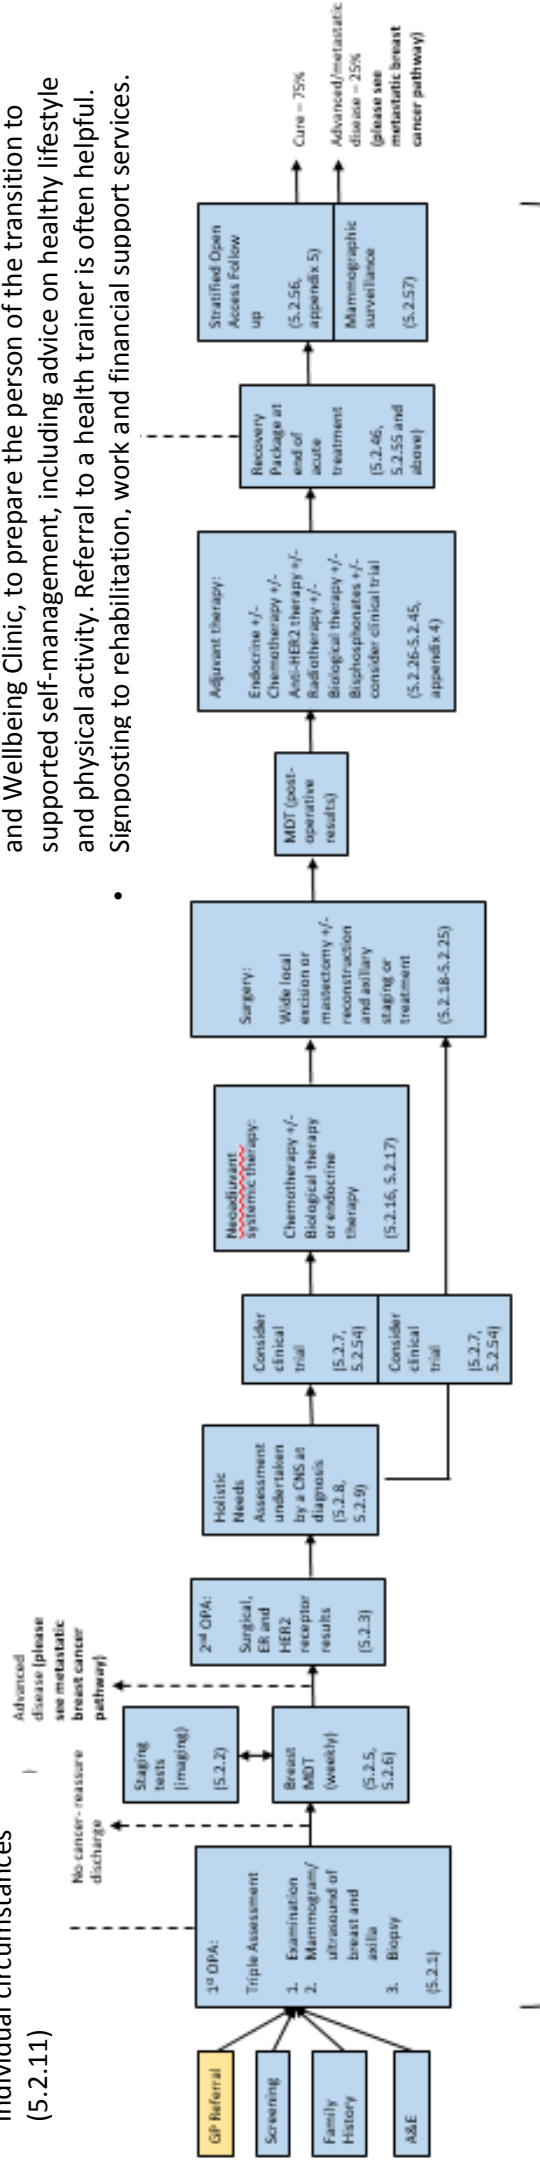 and Wellbeing Clinic, to prepare the person of the transition to
supported self-management, including advice on healthy lifestyle
and physical activity. Referral to a health trainer is often helpful.
• Signposting to rehabilitation, work and financial support services.
individual circumstances
(5.2.11)
GP Referral
Screening
Family
History
A&E
1st OPA:
Triple Assessment
1. Examination
2. Mammogram/
ultrasound of
breast and
axilla
3. Biopsy
(5.2.1)
No cancer- reassure
discharge
Staging
tests
(imaging)
(5.2.2)
Breast
MDT
(weekly)
(5.2.5,
5.2.6)
Advanced
disease (please
see metastatic
breast cancer
pathway)
2nd OPA:
Surgical,
ER and
HER2
receptor
results
(5.2.3)
Holistic
Needs
Assessment
undertaken
by a CNS at
diagnosis
(5.2.8,
5.2.9)
Consider
clinical
trial
(5.2.7,
5.2.54)
Consider
clinical
trial
(5.2.7,
5.2.54)
Neoadjuvant
systemic therapy:
Chemotherapy +/-
Biological therapy
or endocrine
therapy
(5.2.16, 5.2.17)
Surgery:
Wide local
excision or
mastectomy +/-
reconstruction
and axillary
staging or
treatment
(5.2.18-5.2.25)
MDT (post-
operative
results)
Adjuvant therapy:
Endocrine +/-
Chemotherapy +/-
Anti-HER2 therapy +/-
Radiotherapy +/-
Biological therapy +/-
Bisphosphonates +/-
consider clinical trial
(5.2.26-5.2.45,
appendix 4)
Recovery
Package at
end of
acute
treatment
(5.2.46,
5.2.55 and
above)
Stratified Open
Access Follow
up
(5.2.56,
appendix 5)
Mammographic
surveillance
(5.2.57)
Cure – 75%
Advanced/metastatic
disease – 25%
(please see
metastatic breast
cancer pathway)